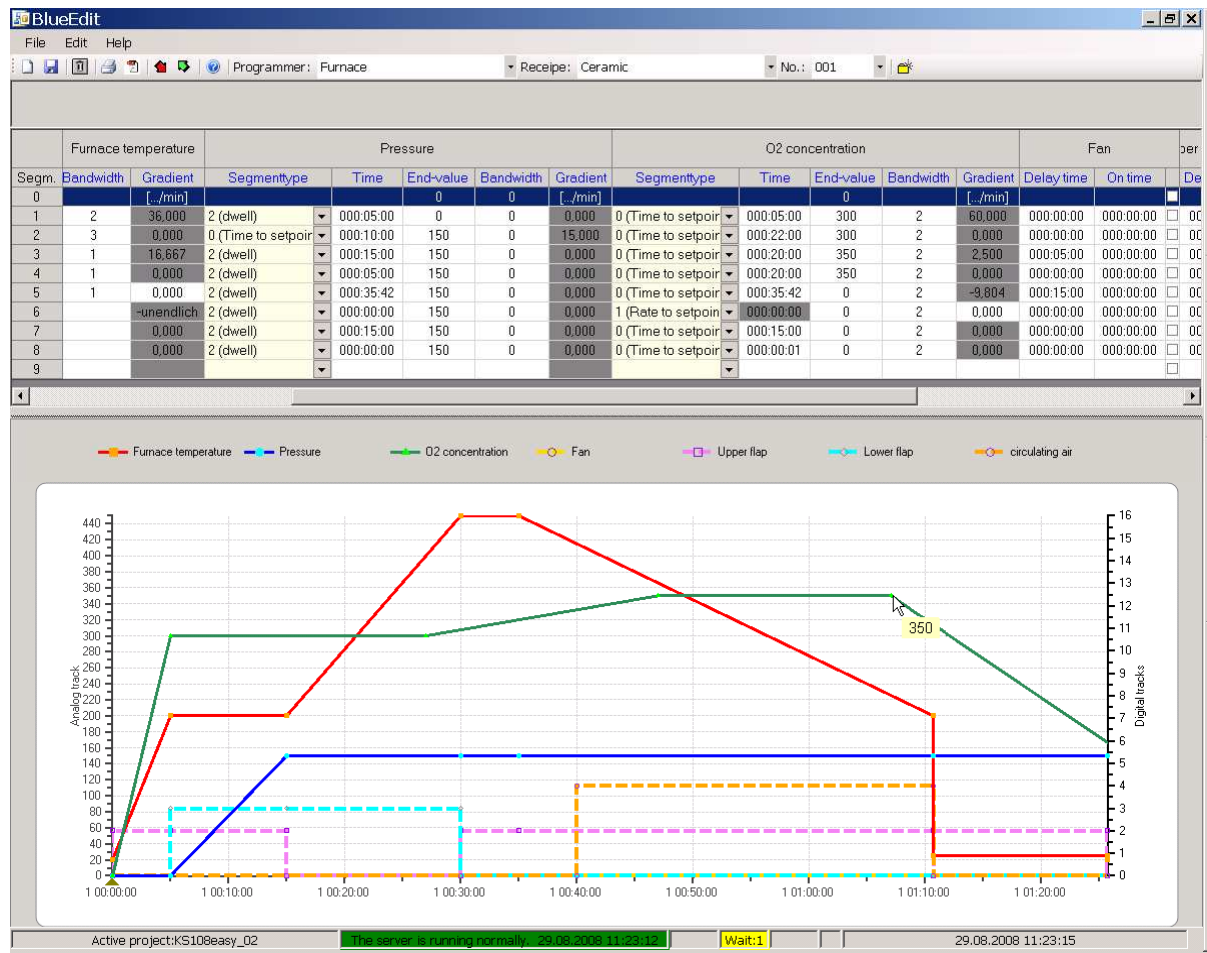 BlueEdit
File Edit Help
Programmer: Furnace Receipe: Ceramic No.: 001
Furnace temperature Pressure O2 concentration Fan per
Segm. Bandwidth Gradient Segmenttype Time End-value Bandwidth Gradient Segmenttype Time End-value Bandwidth Gradient Delay time On time De
0 [.../min] 0 0 [.../min] 0 [.../min]
1 2 36,000 2 (dwell) 000:05:00 0 0 0,000 0 (Time to setpoir 000:05:00 300 2 60,000 000:00:00 000:00:00 00
2 3 0,000 0 (Time to setpoir 000:10:00 150 0 15,000 0 (Time to setpoir 000:22:00 300 2 0,000 000:00:00 000:00:00 00
3 1 16,667 2 (dwell) 000:15:00 150 0 0,000 0 (Time to setpoir 000:20:00 350 2 2,500 000:05:00 000:00:00 00
4 1 0,000 2 (dwell) 000:05:00 150 0 0,000 0 (Time to setpoir 000:20:00 350 2 0,000 000:00:00 000:00:00 00
5 1 0,000 2 (dwell) 000:35:42 150 0 0,000 0 (Time to setpoir 000:35:42 0 2 -9,804 000:15:00 000:00:00 00
6 -unendlich 2 (dwell) 000:00:00 150 0 0,000 1 (Rate to setpoin 000:00:00 0 2 0,000 000:00:00 000:00:00 00
7 0,000 2 (dwell) 000:15:00 150 0 0,000 0 (Time to setpoir 000:15:00 0 2 0,000 000:00:00 000:00:00 00
8 0,000 2 (dwell) 000:00:00 150 0 0,000 0 (Time to setpoir 000:00:01 0 2 0,000 000:00:00 000:00:00 00
9
Furnace temperature Pressure O2 concentration Fan Upper flap Lower flap circulating air
440
420
400
380
360
340
320
300
280
260
240
220
200
180
160
140
120
100
80
60
40
20
0
Analog track
350
16
15
14
13
12
11
10
9
8
7
6
5
4
3
2
1
0
Digital tracks
1 00:00:00 1 00:10:00 1 00:20:00 1 00:30:00 1 00:40:00 1 00:50:00 1 01:00:00 1 01:10:00 1 01:20:00
Active project:KS108easy_02 The server is running normally. 29.08.2008 11:23:12 Wait:1 29.08.2008 11:23:15